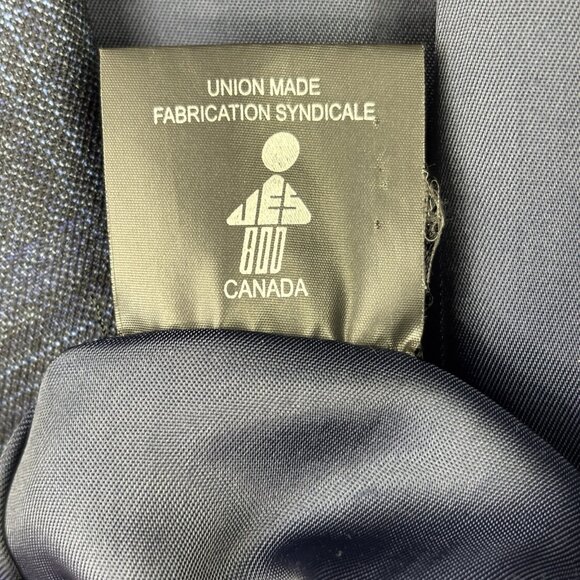 UNION MADE
FABRICATION SYNDICALE
UES
800
CANADA